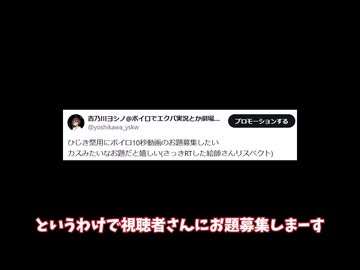 吉乃川ヨシノ@ボイロでエクバ実況とか劇場...
プロモーションする
@yoshikawa_yskw
ひじき祭用にボイロ10秒動画のお題募集したい
カスみたいなお題だと嬉しい(さっきRTした絵師さんリスペクト)
というわけで視聴者さんにお題募集しまーす